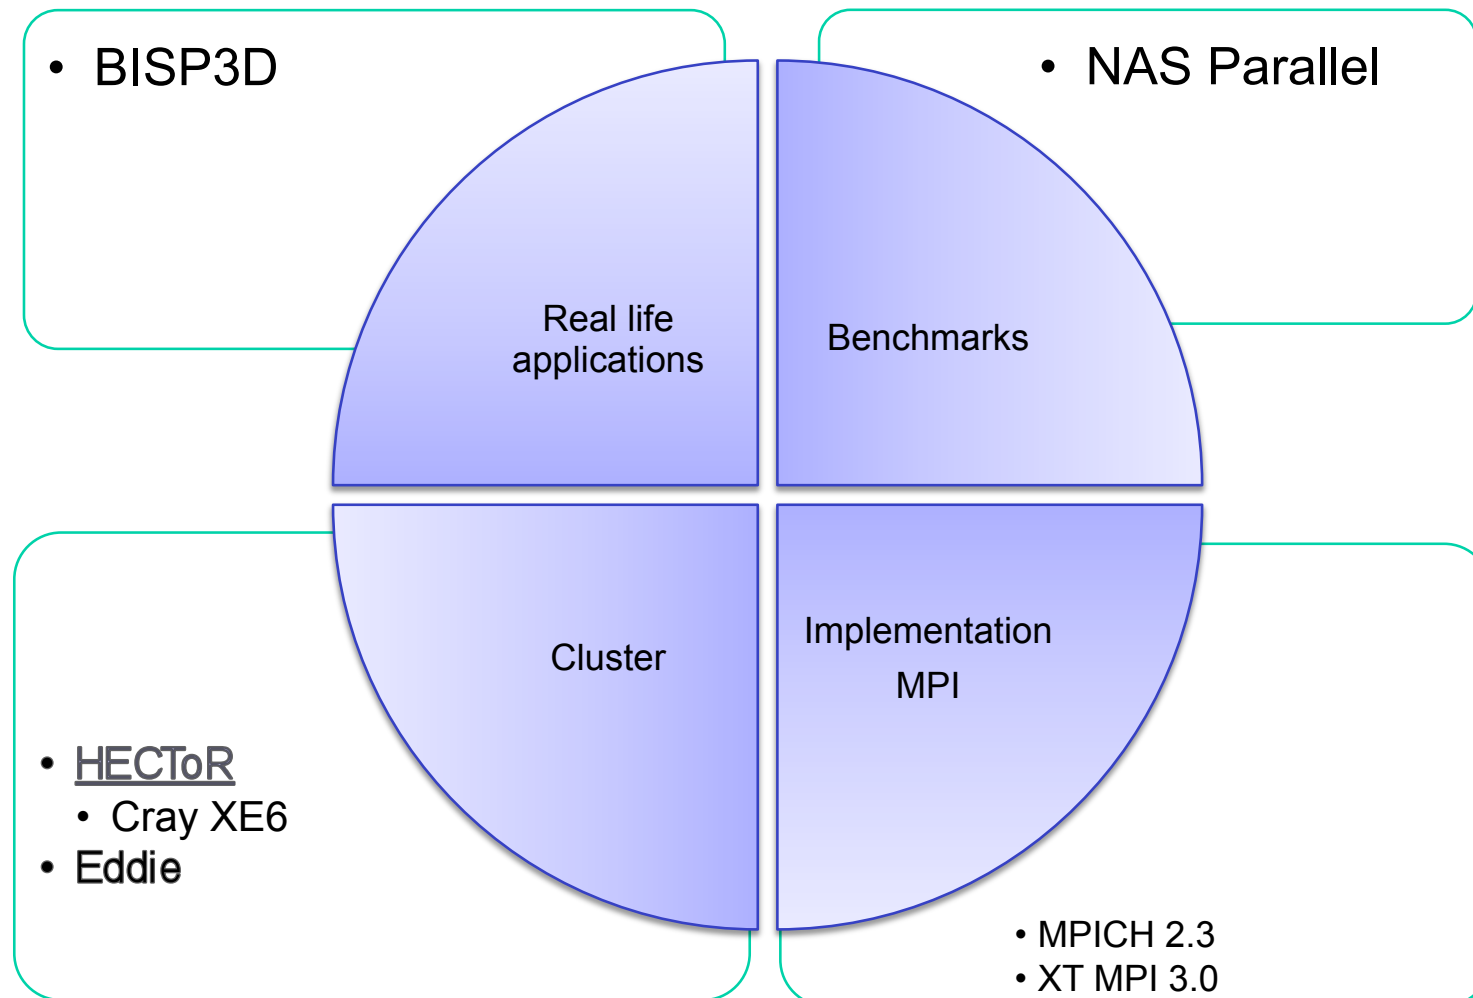 • BISP3D
• NAS Parallel
Real life
applications
Benchmarks
Cluster
Implementation
MPI
• HECToR
• Cray XE6
• Eddie
• MPICH 2.3
• XT MPI 3.0